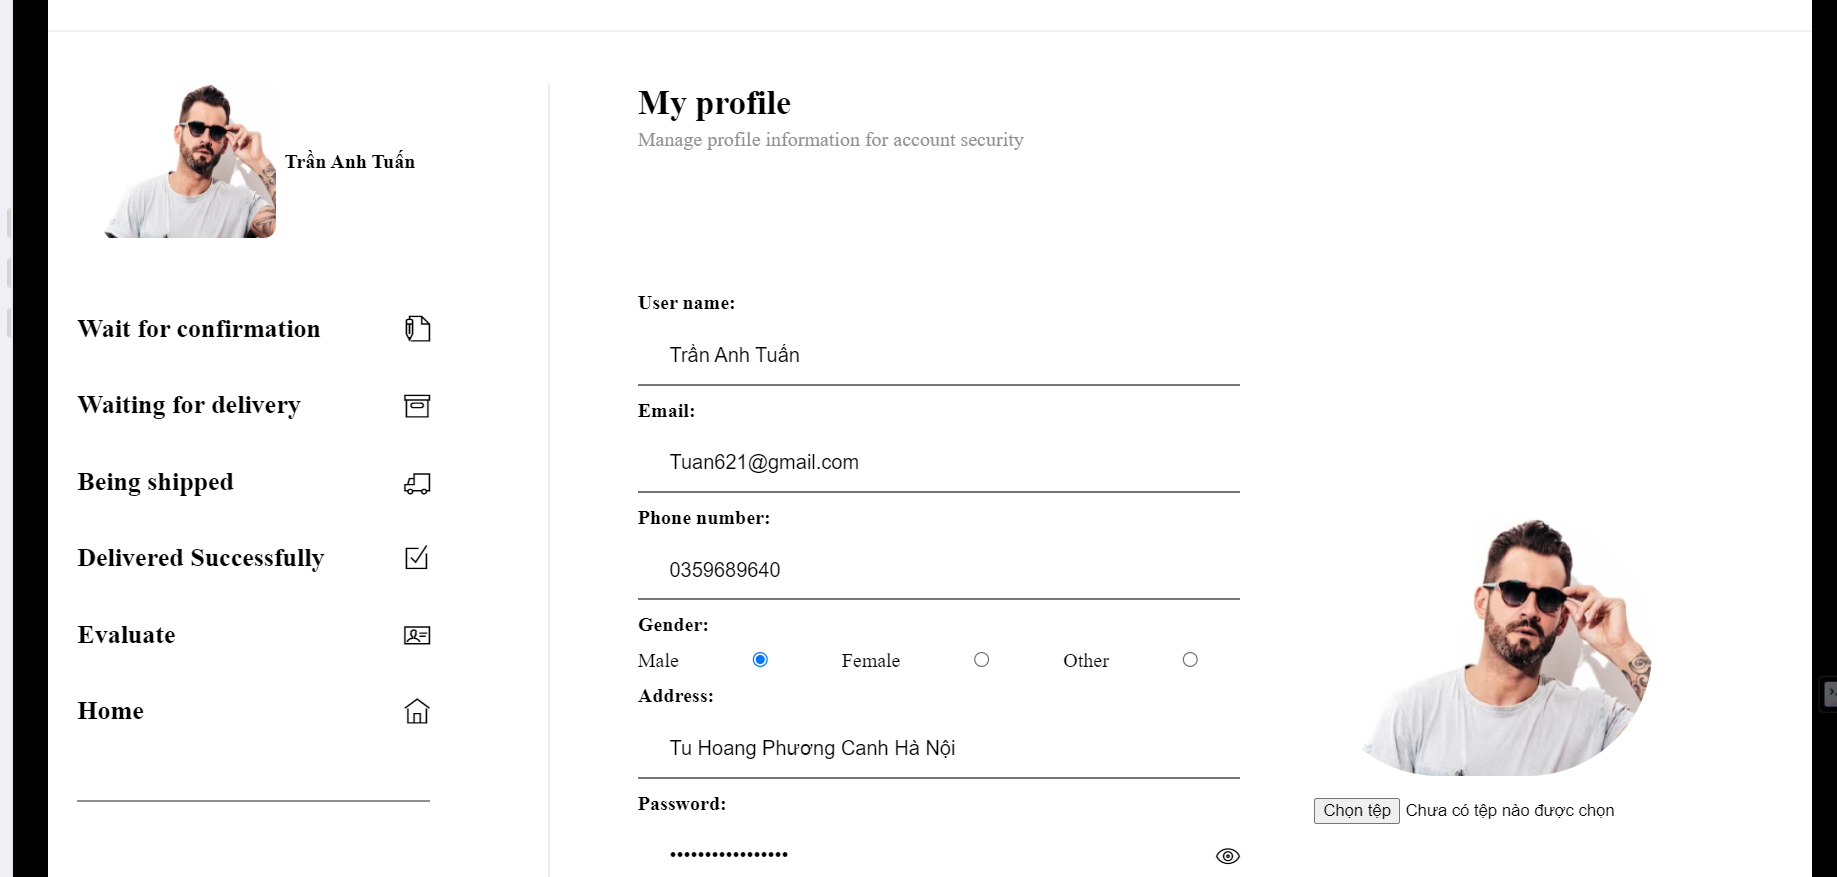 Trần Anh Tuấn
Wait for confirmation
Waiting for delivery
Being shipped
Delivered Successfully
Evaluate
Home
My profile
Manage profile information for account security
User name:
Trần Anh Tuấn
Email:
Tuan621@gmail.com
Phone number:
0359689640
Gender:
Male Female Other
Address:
Tu Hoang Phương Canh Hà Nội
Password:
•••••••••••••••••
Chọn tệp Chưa có tệp nào được chọn